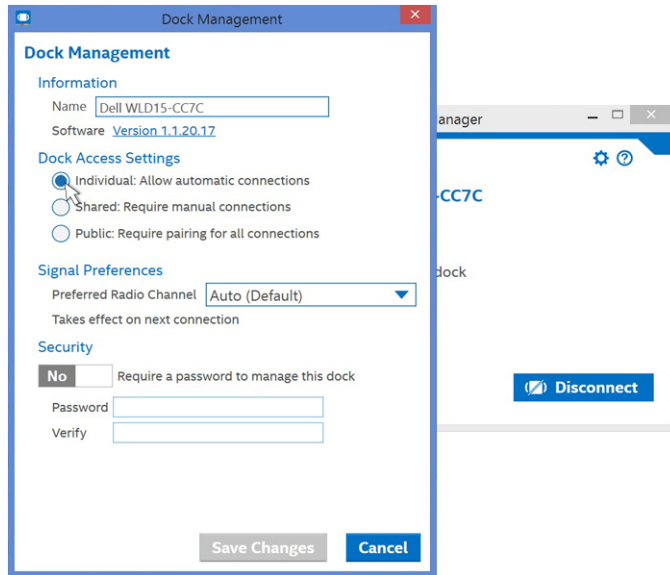 Dock Management
Dock Management
Information
Name Dell WLD15-CC7C
Software Version 1.1.20.17
Dock Access Settings
Individual: Allow automatic connections
Shared: Require manual connections
Public: Require pairing for all connections
Signal Preferences
Preferred Radio Channel Auto (Default)
Takes effect on next connection
Security
No Require a password to manage this dock
Password
Verify
Save Changes Cancel
anager
-CC7C
dock
Disconnect